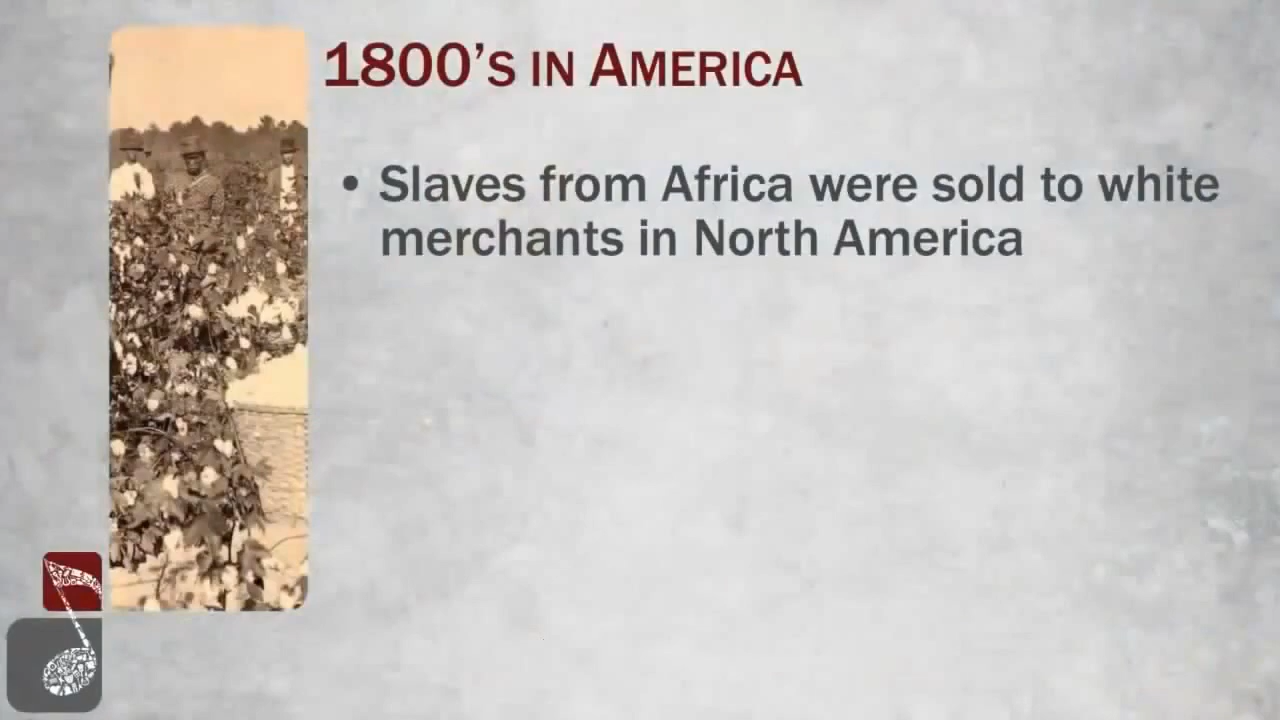 1800’S IN AMERICA
• Slaves from Africa were sold to white
merchants in North America